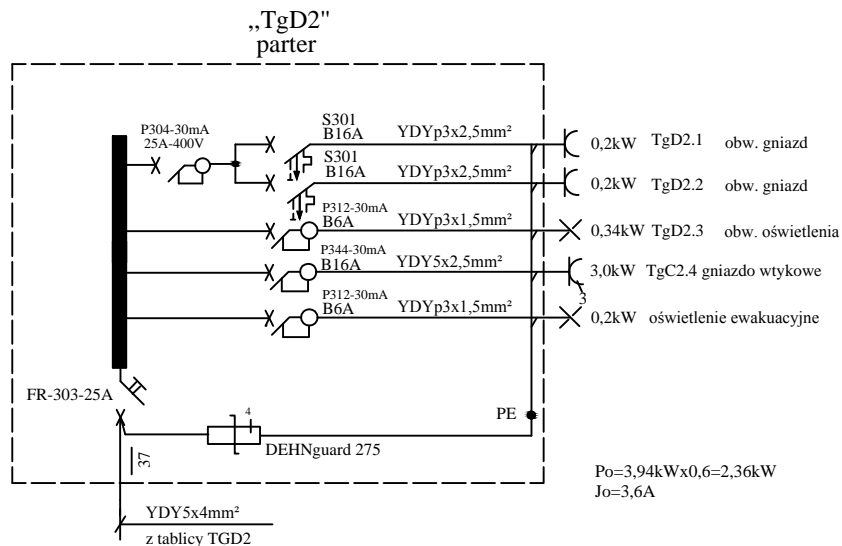 „TgD2"
parter
P304-30mA
25A-400V
S301
B16A
YDYp3x2,5mm²
0,2kW TgD2.1 obw. gniazd
S301
B16A
YDYp3x2,5mm²
0,2kW TgD2.2 obw. gniazd
P312-30mA
B6A
YDYp3x1,5mm²
0,34kW TgD2.3 obw. oświetlenia
P344-30mA
B16A
YDY5x2,5mm²
3,0kW TgC2.4 gniazdo wtykowe
3
P312-30mA
B6A
YDYp3x1,5mm²
0,2kW oświetlenie ewakuacyjne
FR-303-25A
PE
4
DEHNguard 275
37
Po=3,94kWx0,6=2,36kW
Jo=3,6A
YDY5x4mm²
z tablicy TGD2